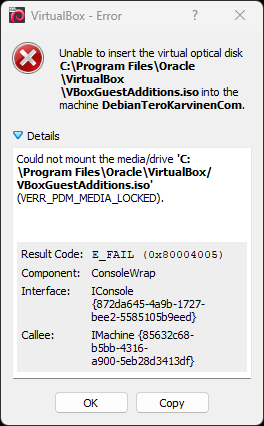 VirtualBox - Error
?
Unable to insert the virtual optical disk
C:\Program Files\Oracle
\VirtualBox
\VBoxGuestAdditions.iso into the
machine DebianTeroKarvinenCom.
Details
Could not mount the media/drive 'C:
\Program Files\Oracle\VirtualBox/
VBoxGuestAdditions.iso'
(VERR_PDM_MEDIA_LOCKED).
Result Code: E_FAIL (0x80004005)
Component: ConsoleWrap
Interface: IConsole
{872da645-4a9b-1727-
bee2-5585105b9eed}
Callee: IMachine {85632c68-
b5bb-4316-
a900-5eb28d3413df}
OK Copy